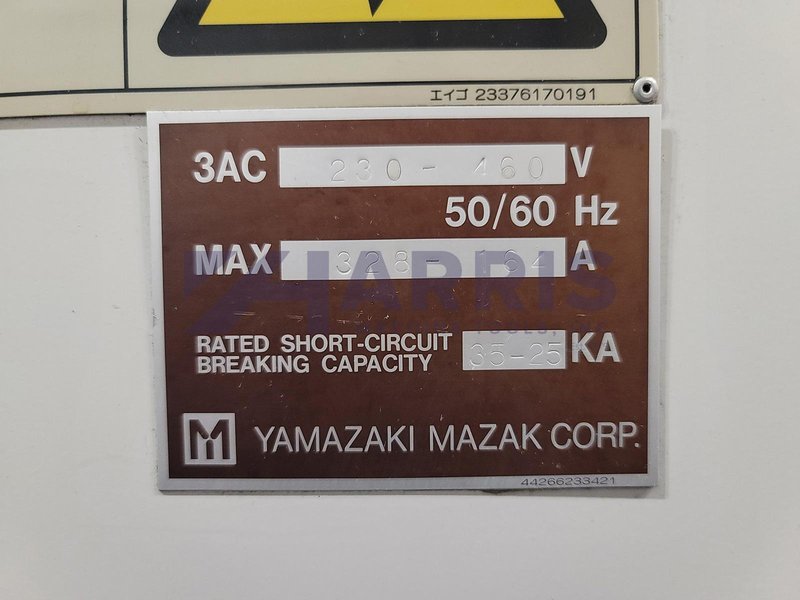 エイゴ 23376170191
3AC 230 - 460 V
50/60 Hz
MAX 328 - 164 A
HARRIS
TOOLS,
RATED SHORT-CIRCUIT
BREAKING CAPACITY 35-25 KA
M YAMAZAKI MAZAK CORP.
44266233421